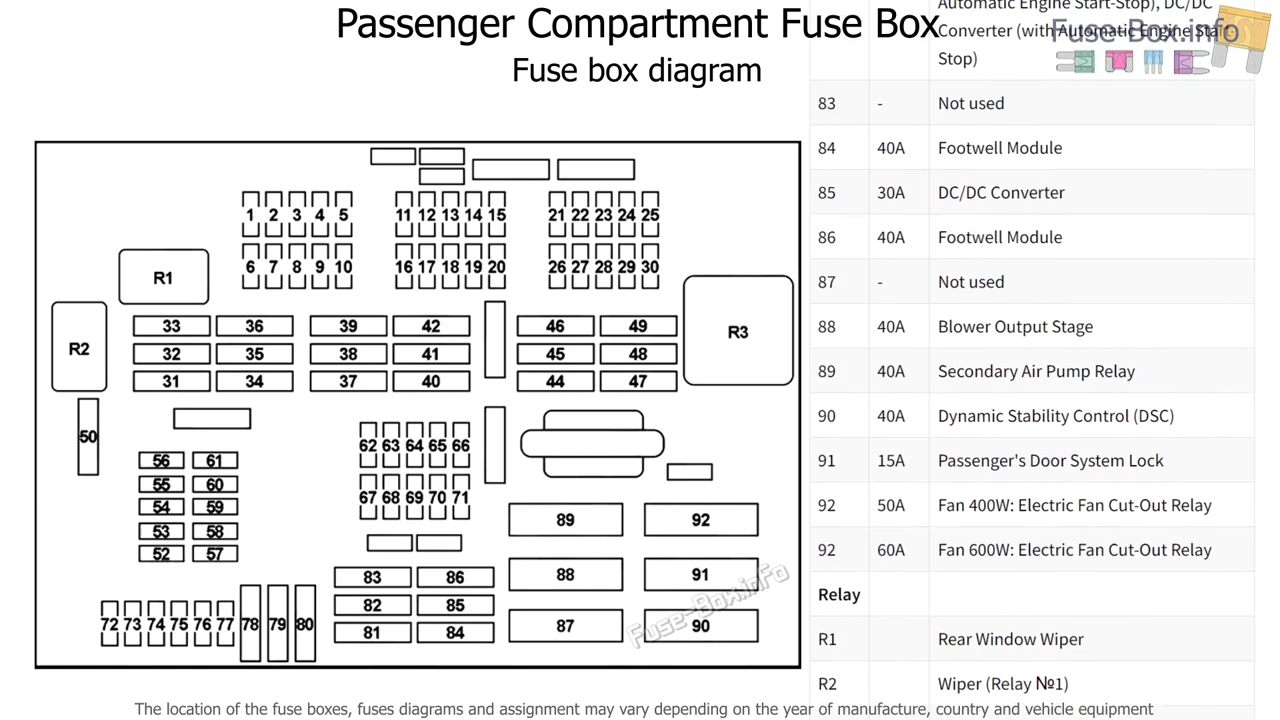 Passenger Compartment Fuse Box
Fuse box diagram
Automatic Engine Start-Stop), DC/DC
Converter (with Automatic Engine Start-
Stop)
Fuse-Box.info
83 - Not used
84 40A Footwell Module
85 30A DC/DC Converter
86 40A Footwell Module
87 - Not used
88 40A Blower Output Stage
89 40A Secondary Air Pump Relay
90 40A Dynamic Stability Control (DSC)
91 15A Passenger's Door System Lock
92 50A Fan 400W: Electric Fan Cut-Out Relay
92 60A Fan 600W: Electric Fan Cut-Out Relay
Relay
R1 Rear Window Wiper
R2 Wiper (Relay №1)
1 2 3 4 5 11 12 13 14 15 21 22 23 24 25
6 7 8 9 10 16 17 18 19 20 26 27 28 29 30
R1
R2
R3
33 36 39 42 46 49
32 35 38 41 45 48
31 34 37 40 44 47
50
62 63 64 65 66
67 68 69 70 71
56 61
55 60
54 59
53 58
52 57
89 92
88 91
87 90
83 86
82 85
81 84
72 73 74 75 76 77 78 79 80
Fuse-Box.inFo
The location of the fuse boxes, fuses diagrams and assignment may vary depending on the year of manufacture, country and vehicle equipment